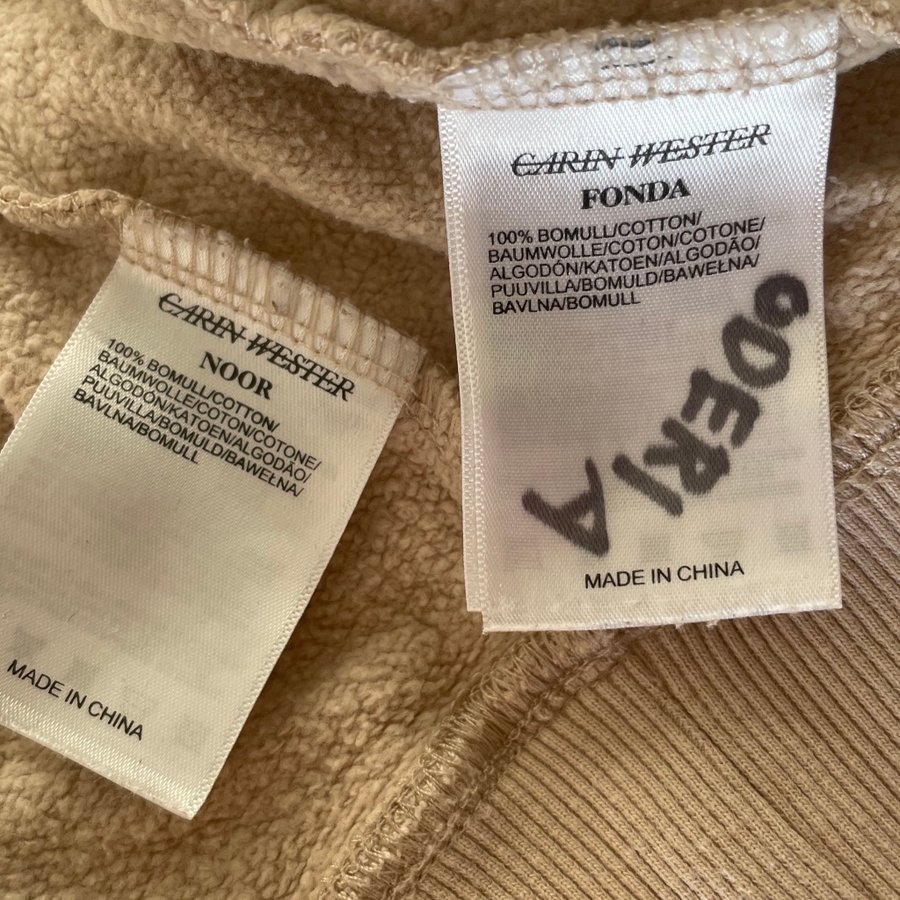 CARIN WESTER
NOOR
100% BOMULL/COTTON/
BAUMWOLLE/COTON/COTONE/
ALGODÓN/KATOEN/ALGODÃO/
PUUVILLA/BOMULD/BAWEŁNA/
BAVLNA/BOMULL
MADE IN CHINA
CARIN WESTER
FONDA
100% BOMULL/COTTON/
BAUMWOLLE/COTON/COTONE/
ALGODÓN/KATOEN/ALGODÃO/
PUUVILLA/BOMULD/BAWEŁNA/
BAVLNA/BOMULL
ODERIA
MADE IN CHINA